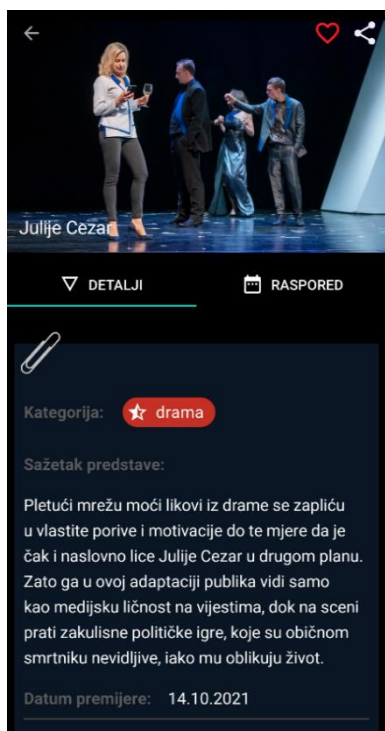 Julije Cezar
DETALJI
RASPORED
Kategorija:
drama
Sažetak predstave:
Pletući mrežu moći likovi iz drame se zapliću
u vlastite porive i motivacije do te mjere da je
čak i naslovno lice Julije Cezar u drugom planu.
Zato ga u ovoj adaptaciji publika vidi samo
kao medijsku ličnost na vijestima, dok na sceni
prati zakulisne političke igre, koje su običnom
smrtniku nevidljive, iako mu oblikuju život.
Datum premijere: 14.10.2021